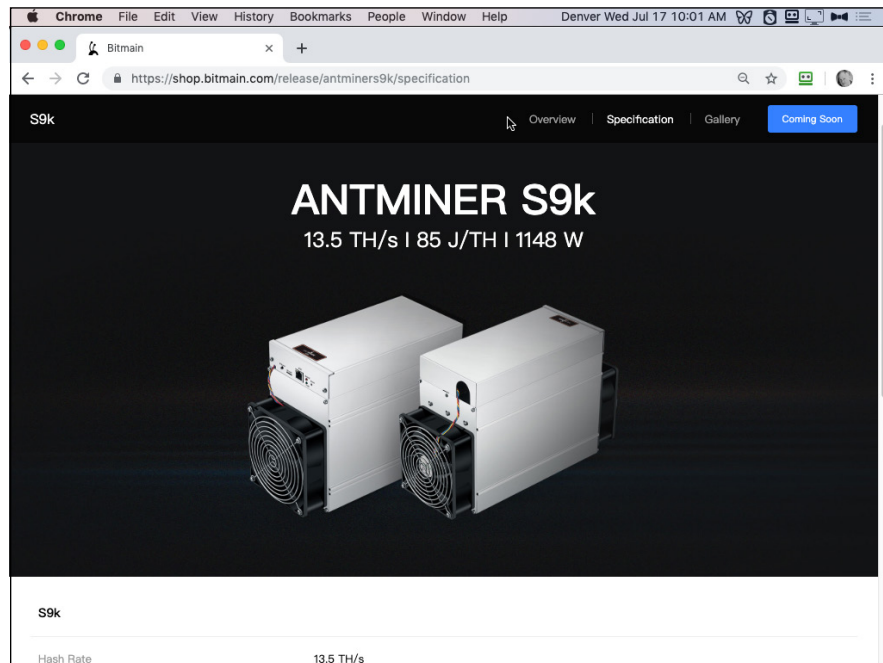 Chrome File Edit View History Bookmarks People Window Help Denver Wed Jul 17 10:01 AM
Bitmain
https://shop.bitmain.com/release/antminers9k/specification
S9k Overview Specification Gallery Coming Soon
ANTMINER S9k
13.5 TH/s I 85 J/TH I 1148 W
S9k
Hash Rate 13.5 TH/s